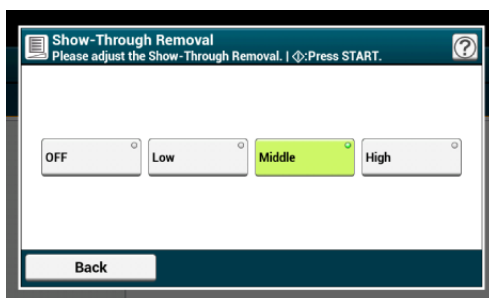 Show-Through Removal
Please adjust the Show-Through Removal. | :Press START.
?
OFF
Low
Middle
High
Back